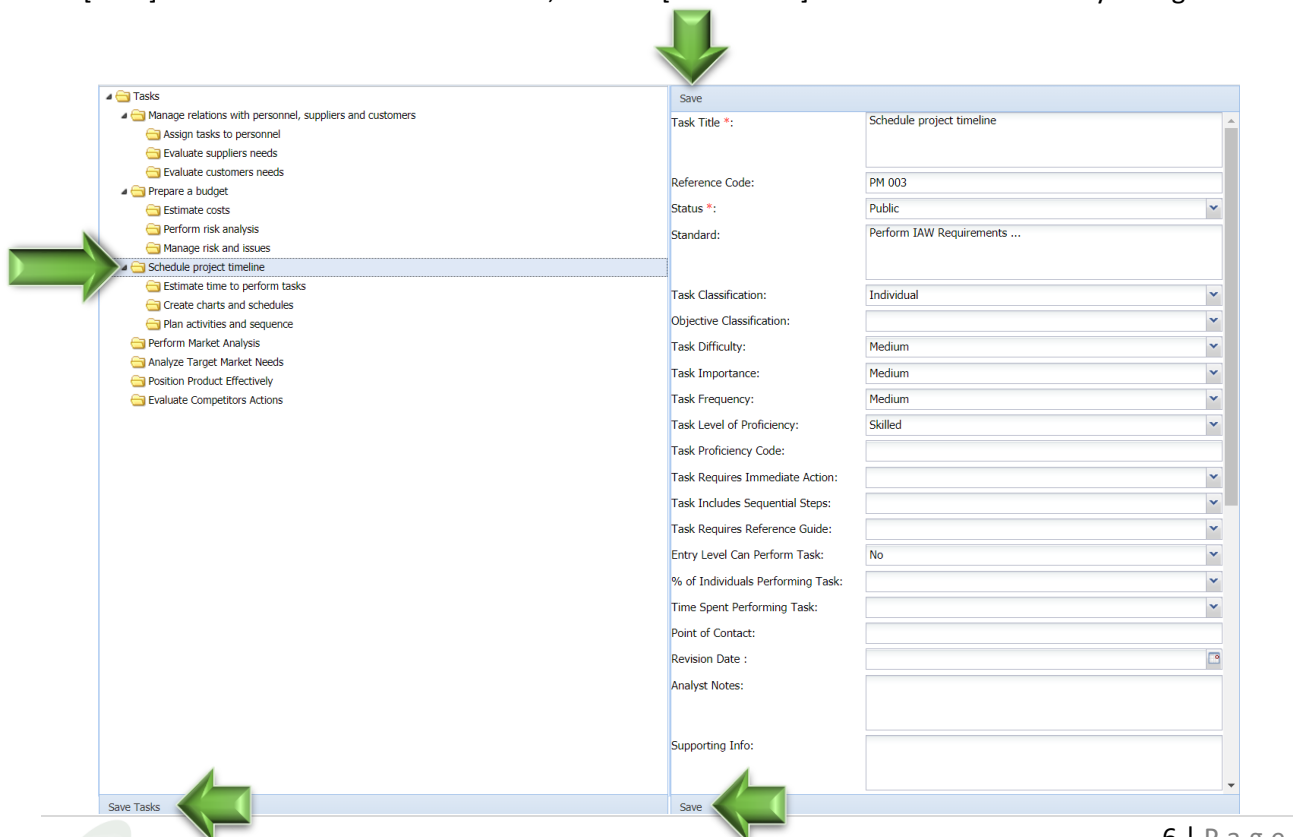 Tasks
Manage relations with personnel, suppliers and customers
Assign tasks to personnel
Evaluate suppliers needs
Evaluate customers needs
Prepare a budget
Estimate costs
Perform risk analysis
Manage risk and issues
Schedule project timeline
Estimate time to perform tasks
Create charts and schedules
Plan activities and sequence
Perform Market Analysis
Analyze Target Market Needs
Position Product Effectively
Evaluate Competitors Actions
Save Tasks
Save
Task Title *: Schedule project timeline
Reference Code: PM 003
Status *: Public
Standard: Perform IAW Requirements ...
Task Classification: Individual
Objective Classification:
Task Difficulty: Medium
Task Importance: Medium
Task Frequency: Medium
Task Level of Proficiency: Skilled
Task Proficiency Code:
Task Requires Immediate Action:
Task Includes Sequential Steps:
Task Requires Reference Guide:
Entry Level Can Perform Task: No
% of Individuals Performing Task:
Time Spent Performing Task:
Point of Contact:
Revision Date :
Analyst Notes:
Supporting Info:
Save
6 | P a g e